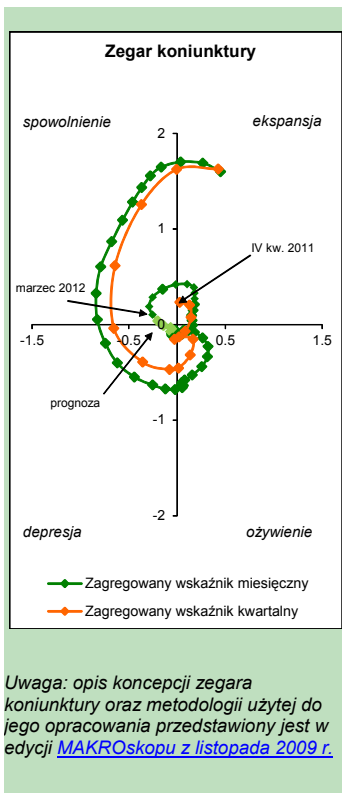 Zegar koniunktury
spowolnienie
ekspansja
2
1
IV kw. 2011
marzec 2012
0
-1.5
-0.5
0.5
1.5
prognoza
-1
-2
depresja
ożywienie
Zagregowany wskaźnik miesięczny
Zagregowany wskaźnik kwartalny
Uwaga: opis koncepcji zegara
koniunktury oraz metodologii użytej do
jego opracowania przedstawiony jest w
edycji MAKROskopu z listopada 2009 r.